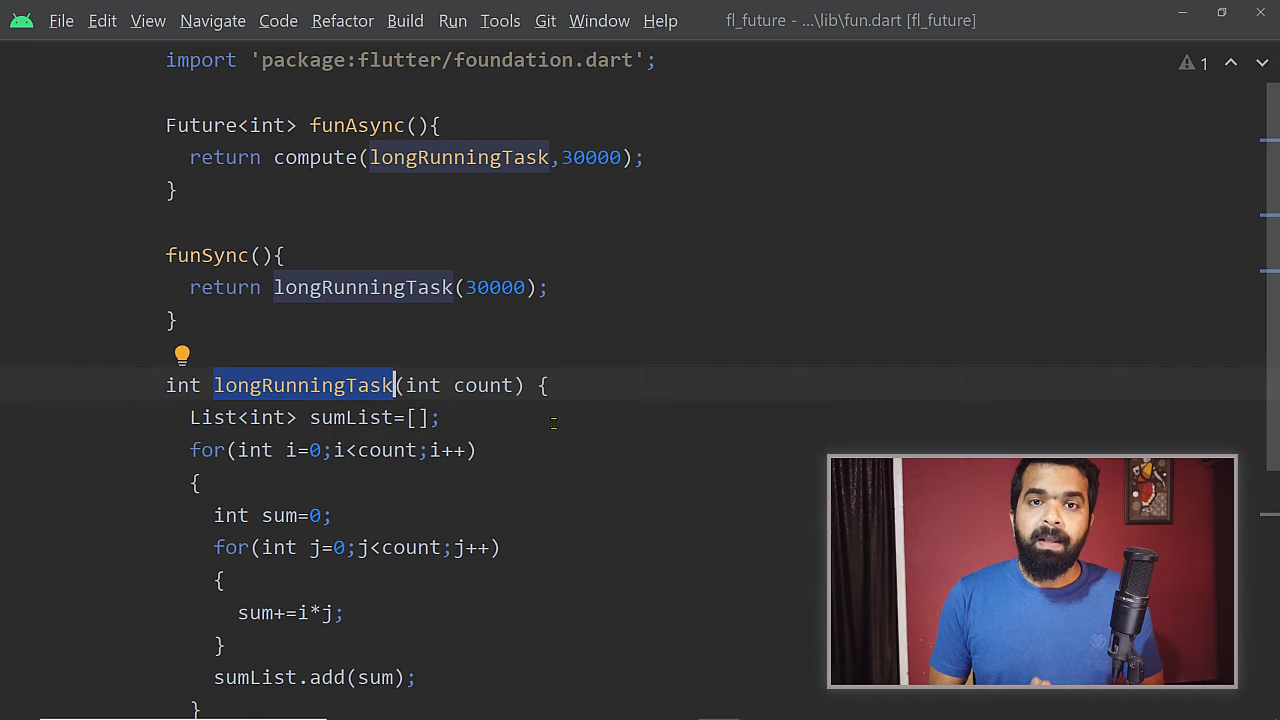 File Edit View Navigate Code Refactor Build Run Tools Git Window Help fl_future - ...\lib\fun.dart [fl_future]
import 'package:flutter/foundation.dart';
1
Future<int> funAsync(){
return compute(longRunningTask,30000);
}
funSync(){
return longRunningTask(30000);
}
int longRunningTask(int count) {
List<int> sumList=[];
for(int i=0;i<count;i++)
{
int sum=0;
for(int j=0;j<count;j++)
{
sum+=i*j;
}
sumList.add(sum);
}